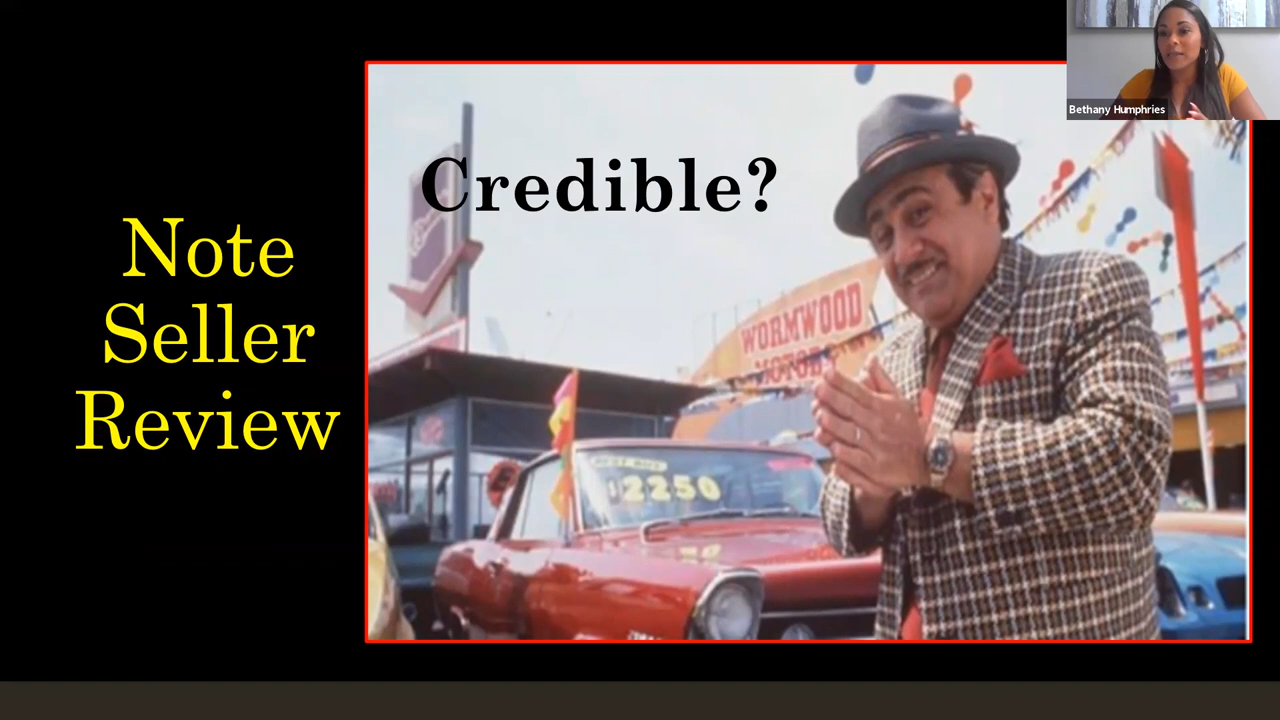 Note
Seller
Review
Credible?
WORMWOOD
MOTORS
$2250
Bethany Humphries